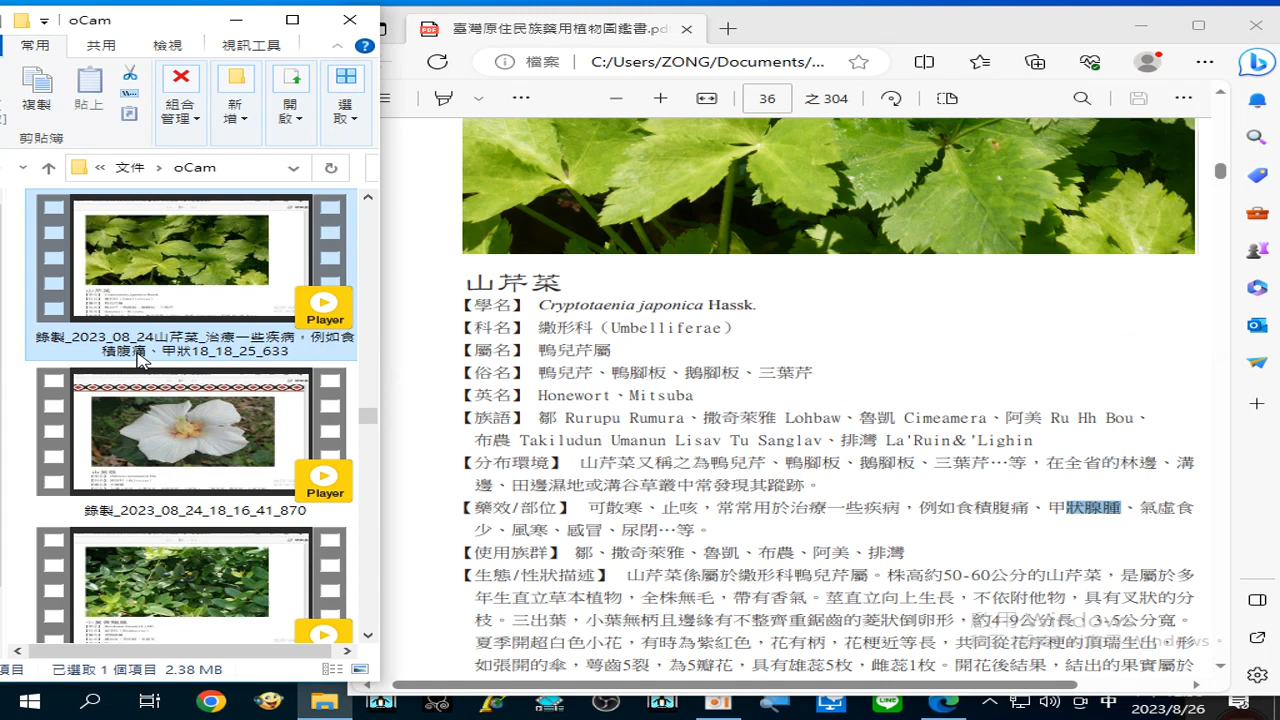 oCam
常用
共用
檢視
視訊工具
複製
貼上
組合
管理
新
增
開
啟
選
取
剪貼簿
文件 › oCam
Player
錄製_2023_08_24山芹菜_治療一些疾病，例如食
積腹痛、甲狀18_18_25_633
Player
錄製_2023_08_24_18_16_41_870
項目
已選取 1 個項目 2.38 MB
臺灣原住民族藥用植物圖鑑書.pd
檔案
C:/Users/ZONG/Documents/...
36
之 304
山芹菜
【學名】 Cryptotaenia japonica Hassk.
【科名】 繖形科（Umbelliferae）
【屬名】 鴨兒芹屬
【俗名】 鴨兒芹、鴨腳板、鵝腳板、三葉芹
【英名】 Honewort、Mitsuba
【族語】 鄒 Rurupu Rumura、撒奇萊雅 Lohbaw、魯凱 Cimeamera、阿美 Ru Hh Bou、
布農 Takiludun Umanun Lisav Tu Sanglav、排灣 La'Ruin＆'Lighin
【分布環境】 山芹菜又稱之為鴨兒芹、鴨腳板、鵝腳板、三葉芹…等，在全省的林邊、溝
邊、田邊濕地或溝谷草叢中常發現其蹤跡。
【藥效/部位】 可散寒、止咳，常常用於治療一些疾病，例如食積腹痛、甲狀腺腫、氣虛食
少、風寒、感冒、尿閉…等。
【使用族群】 鄒、撒奇萊雅、魯凱、布農、阿美、排灣
【生態/性狀描述】 山芹菜係屬於繖形科鴨兒芹屬。株高約50-60公分的山芹菜，是屬於多
年生直立草本植物，全株無毛，帶有香氣。莖直立向上生長，不依附他物，具有叉狀的分
枝。三出葉，小葉無柄且邊緣有不整齊重鋸齒的菱狀倒卵形，約4-9公分長，3-5公分寬。
夏季開超白色小花，有時為紫紅色，花有柄，花梗近等長，共同從花序梗的頂端生出，形
如張開的傘，萼齒5裂，為5瓣花，具有雄蕊5枚，雌蕊1枚。開花後結果，結出的果實屬於
中
2023/8/26